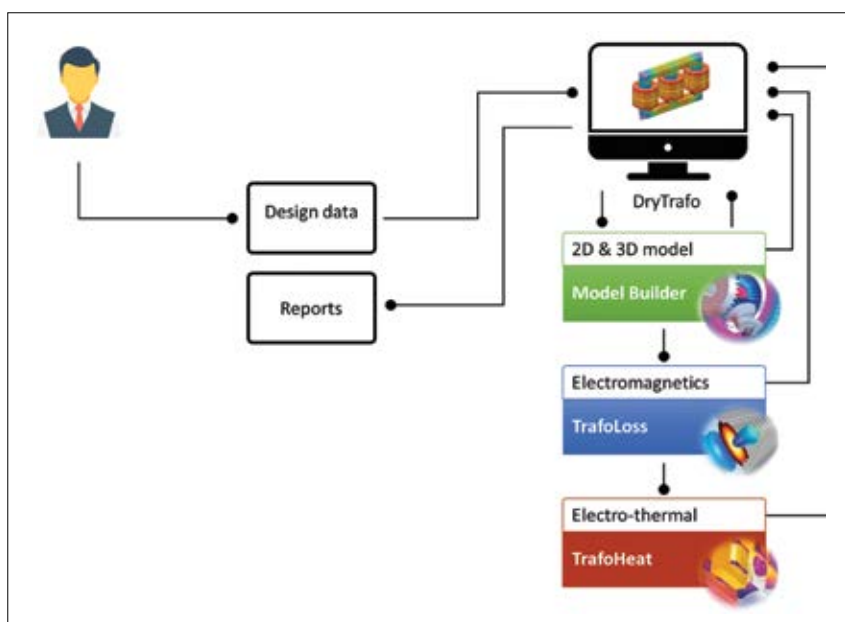 Design data
Reports
DryTrafo
2D & 3D model
Model Builder
Electromagnetics
TrafoLoss
Electro-thermal
TrafoHeat